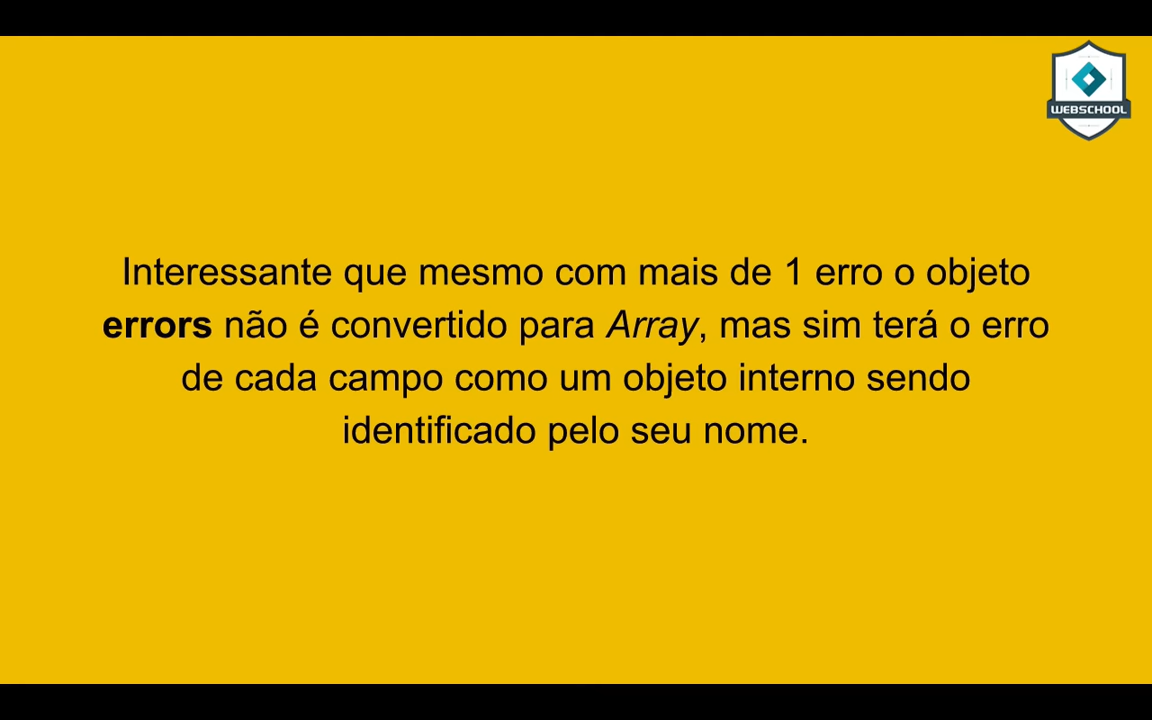 WEBSCHOOL
Interessante que mesmo com mais de 1 erro o objeto
errors não é convertido para Array, mas sim terá o erro
de cada campo como um objeto interno sendo
identificado pelo seu nome.